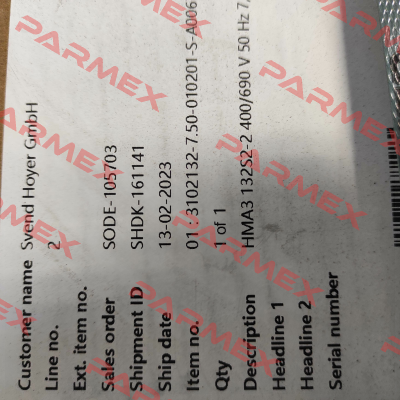 Customer name Svend Hoyer GmbH
Line no. 2
Ext. item no.
Sales order SODE-105703
Shipment ID SHDK-161141
Ship date 13-02-2023
Item no. 01 : 3102132-7.50-010201-S-A006
Qty 1 of 1
Description HMA3 132S2-2 400/690 V 50 Hz 7,
Headline 1
Headline 2
Serial number
PARMEX
PARMEX
PARMEX
PARMEX